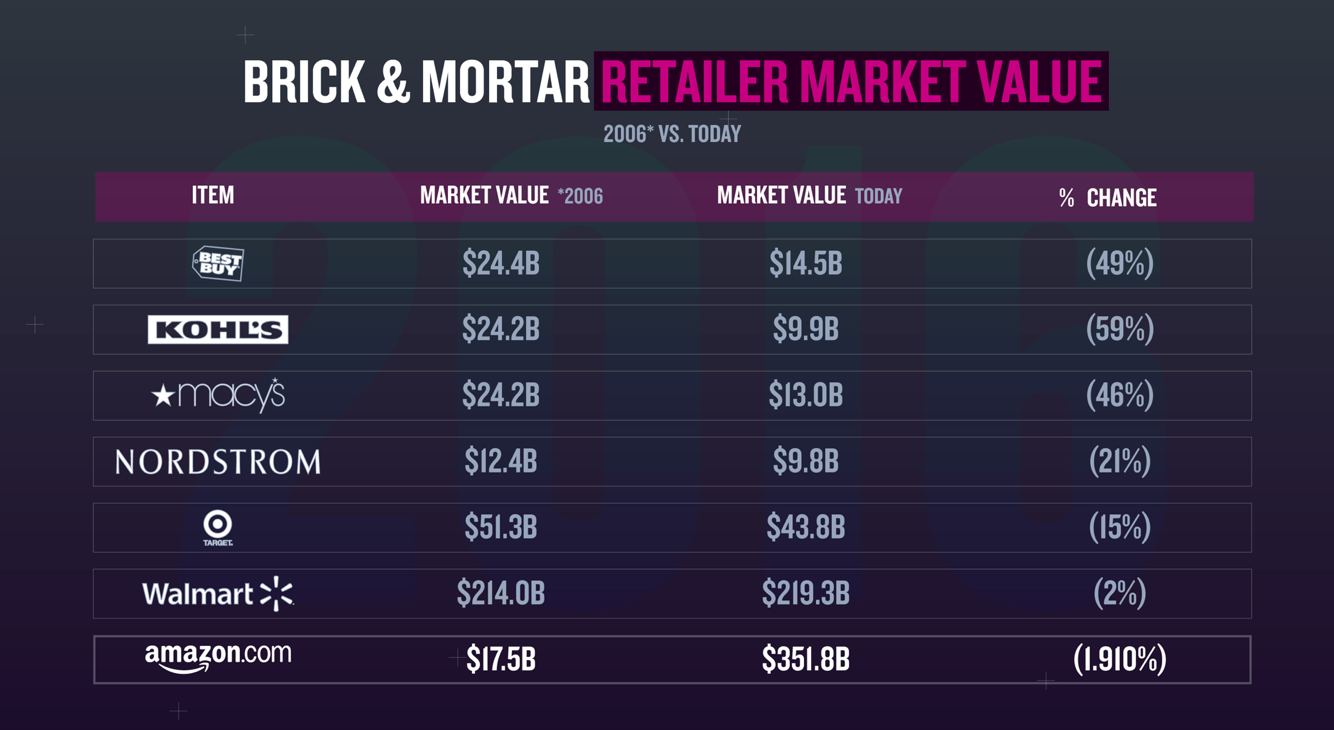 BRICK & MORTAR RETAILER MARKET VALUE
2006* VS. TODAY
ITEM MARKET VALUE *2006 MARKET VALUE TODAY % CHANGE
BEST BUY $24.4B $14.5B (49%)
KOHL'S $24.2B $9.9B (59%)
macy's $24.2B $13.0B (46%)
NORDSTROM $12.4B $9.8B (21%)
TARGET $51.3B $43.8B (15%)
Walmart $214.0B $219.3B (2%)
amazon.com $17.5B $351.8B (1.910%)
2016